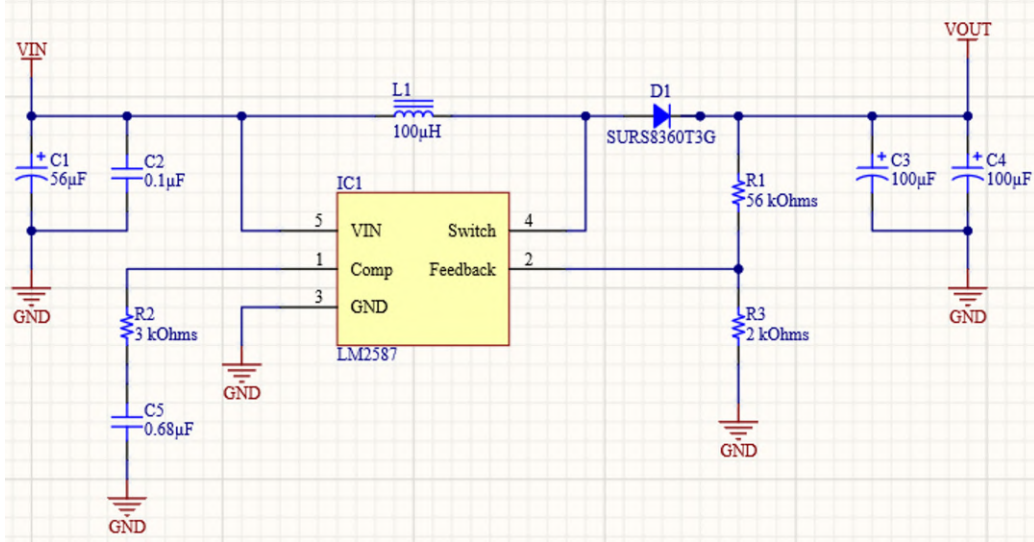 VIN
VOUT
L1
100µH
D1
SURS8360T3G
C1
56µF
C2
0.1µF
C3
100µF
C4
100µF
R1
56 kOhms
IC1
5 VIN Switch 4
1 Comp Feedback 2
3 GND
LM2587
R2
3 kOhms
R3
2 kOhms
C5
0.68µF
GND
GND
GND
GND
GND